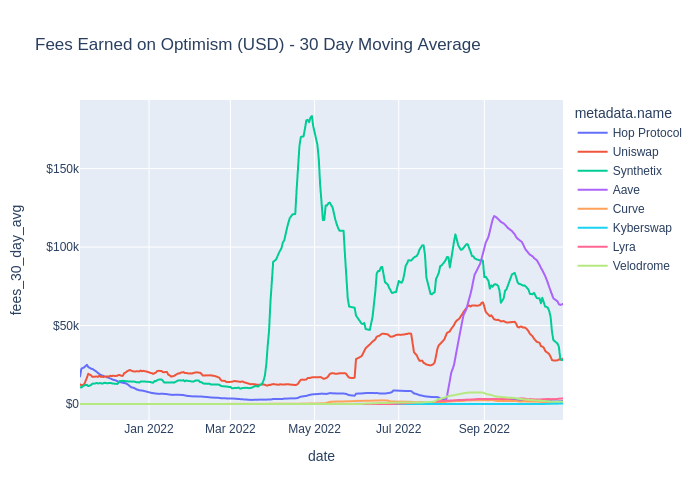 Fees Earned on Optimism (USD) - 30 Day Moving Average
metadata.name
Hop Protocol
Uniswap
Synthetix
Aave
Curve
Kyberswap
Lyra
Velodrome
fees_30_day_avg
$150k
$100k
$50k
$0
Jan 2022 Mar 2022 May 2022 Jul 2022 Sep 2022
date